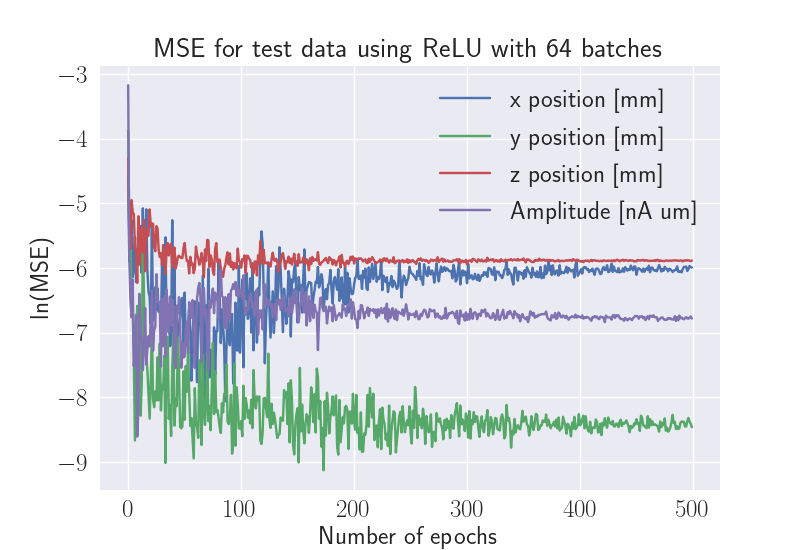 MSE for test data using ReLU with 64 batches
−3
−4
−5
−6
−7
−8
−9
ln(MSE)
x position [mm]
y position [mm]
z position [mm]
Amplitude [nA um]
0 100 200 300 400 500
Number of epochs